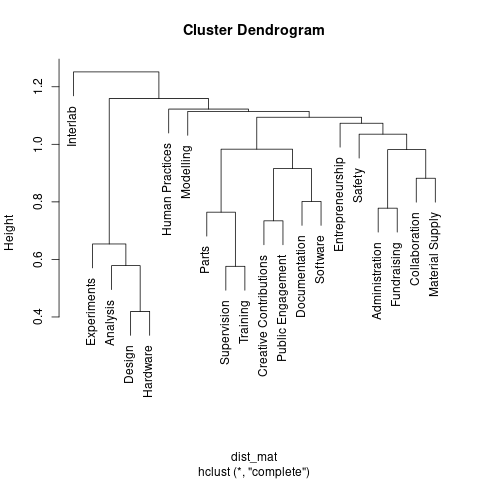 Cluster Dendrogram
Height
1.2
1.0
0.8
0.6
0.4
Interlab
Experiments
Analysis
Design
Hardware
Human Practices
Modelling
Parts
Supervision
Training
Creative Contributions
Public Engagement
Documentation
Software
Entrepreneurship
Safety
Administration
Fundraising
Collaboration
Material Supply
dist_mat
hclust (*, "complete")